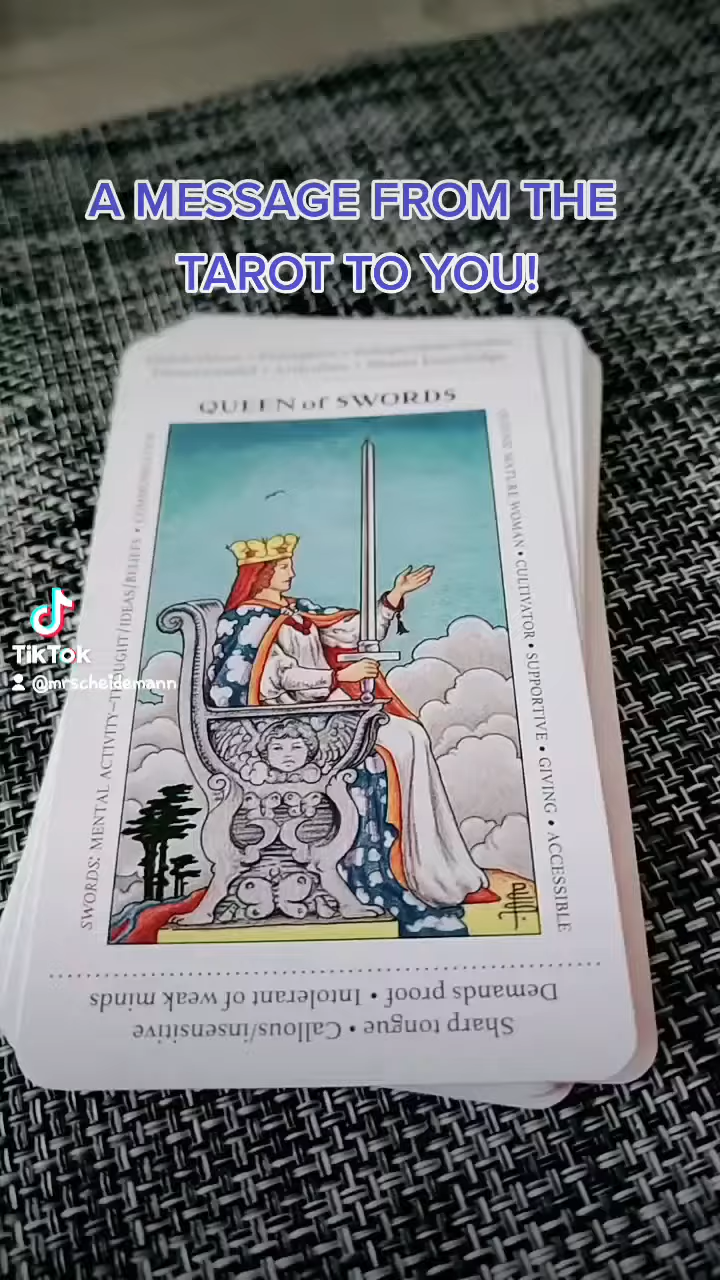 A MESSAGE FROM THE
TAROT TO YOU!
QUEEN of SWORDS
SWORDS: MENTAL ACTIVITY–THOUGHT/IDEAS/BELIEFS • COMMUNICATION
MATURE WOMAN • CULTIVATOR • SUPPORTIVE • GIVING • ACCESSIBLE
TikTok
@mrscheidemann
Sharp tongue • Callous/insensitive
Demands proof • Intolerant of weak minds